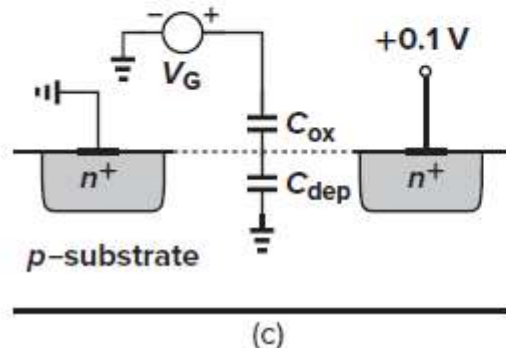 − +
V_G
+0.1 V
C_ox
n+
C_dep
n+
p−substrate
(c)